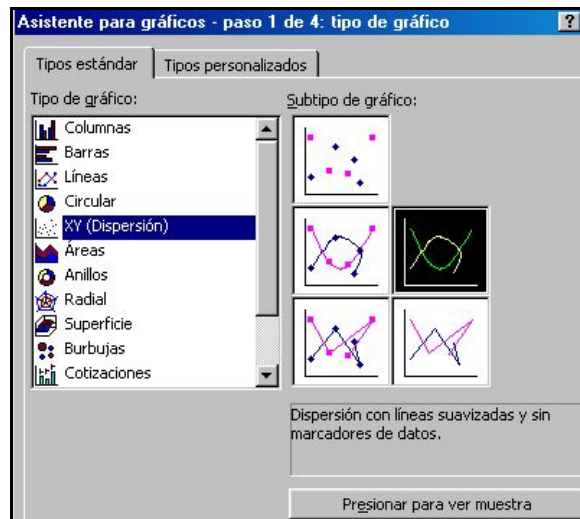 Asistente para gráficos - paso 1 de 4: tipo de gráfico ?
Tipos estándar Tipos personalizados
Tipo de gráfico:
Columnas
Barras
Líneas
Circular
XY (Dispersión)
Áreas
Anillos
Radial
Superficie
Burbujas
Cotizaciones
Subtipo de gráfico:
Dispersión con líneas suavizadas y sin
marcadores de datos.
Presionar para ver muestra